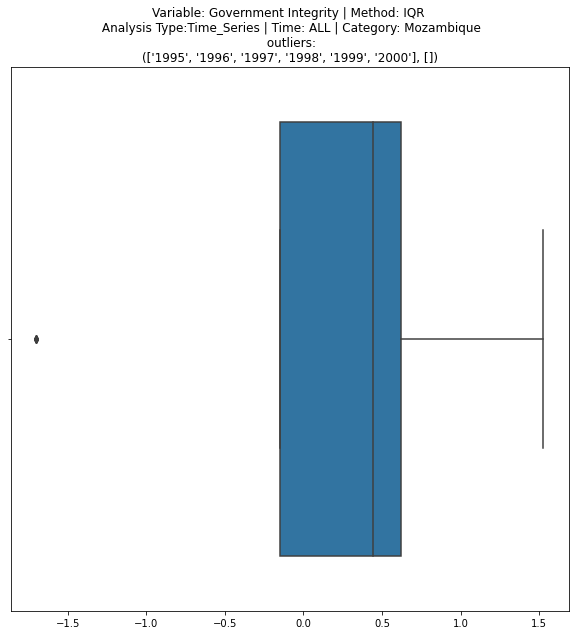 Variable: Government Integrity | Method: IQR
Analysis Type:Time_Series | Time: ALL | Category: Mozambique
outliers:
(['1995', '1996', '1997', '1998', '1999', '2000'], [])
−1.5 −1.0 −0.5 0.0 0.5 1.0 1.5